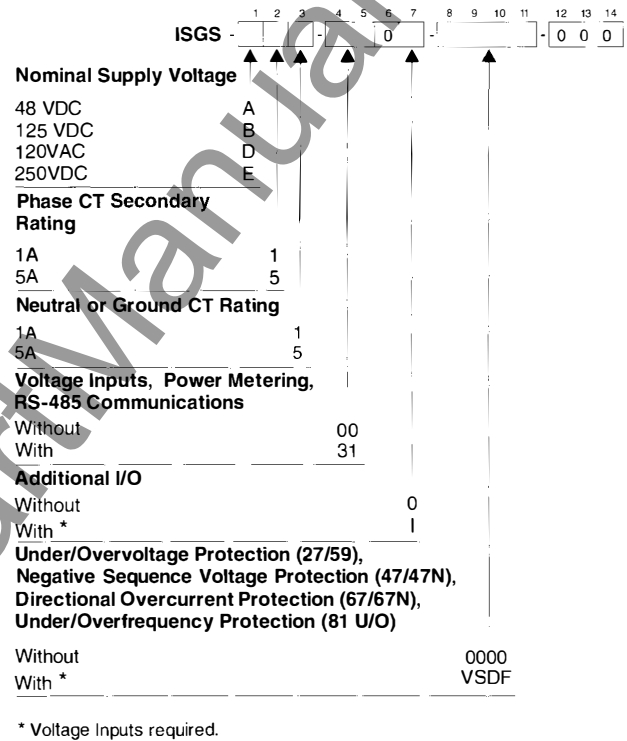 1 2 3 4 5 6 7 8 9 10 11 12 13 14
ISGS - - 0 - - 0 0 0
Nominal Supply Voltage
48 VDC A
125 VDC B
120VAC D
250VDC E
Phase CT Secondary
Rating
1A 1
5A 5
Neutral or Ground CT Rating
1A 1
5A 5
Voltage Inputs, Power Metering,
RS-485 Communications
Without 00
With 31
Additional I/O
Without 0
With * I
Under/Overvoltage Protection (27/59),
Negative Sequence Voltage Protection (47/47N),
Directional Overcurrent Protection (67/67N),
Under/Overfrequency Protection (81 U/O)
Without 0000
With * VSDF
* Voltage Inputs required.